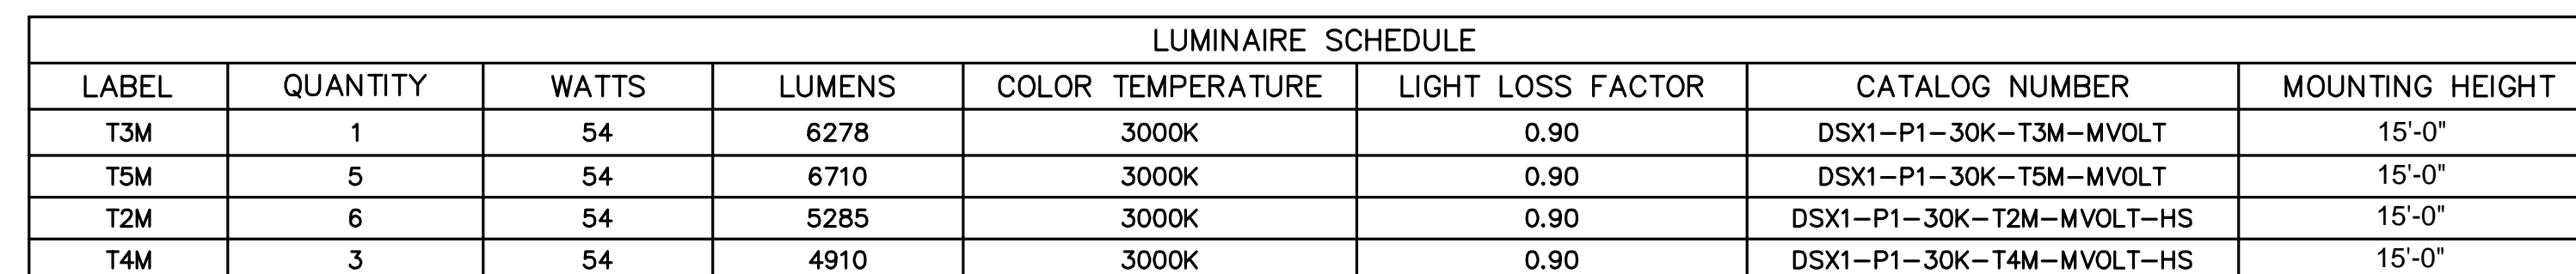 LUMINAIRE SCHEDULE
LABEL QUANTITY WATTS LUMENS COLOR TEMPERATURE LIGHT LOSS FACTOR CATALOG NUMBER MOUNTING HEIGHT
T3M 1 54 6278 3000K 0.90 DSX1-P1-30K-T3M-MVOLT 15'-0"
T5M 5 54 6710 3000K 0.90 DSX1-P1-30K-T5M-MVOLT 15'-0"
T2M 6 54 5285 3000K 0.90 DSX1-P1-30K-T2M-MVOLT-HS 15'-0"
T4M 3 54 4910 3000K 0.90 DSX1-P1-30K-T4M-MVOLT-HS 15'-0"